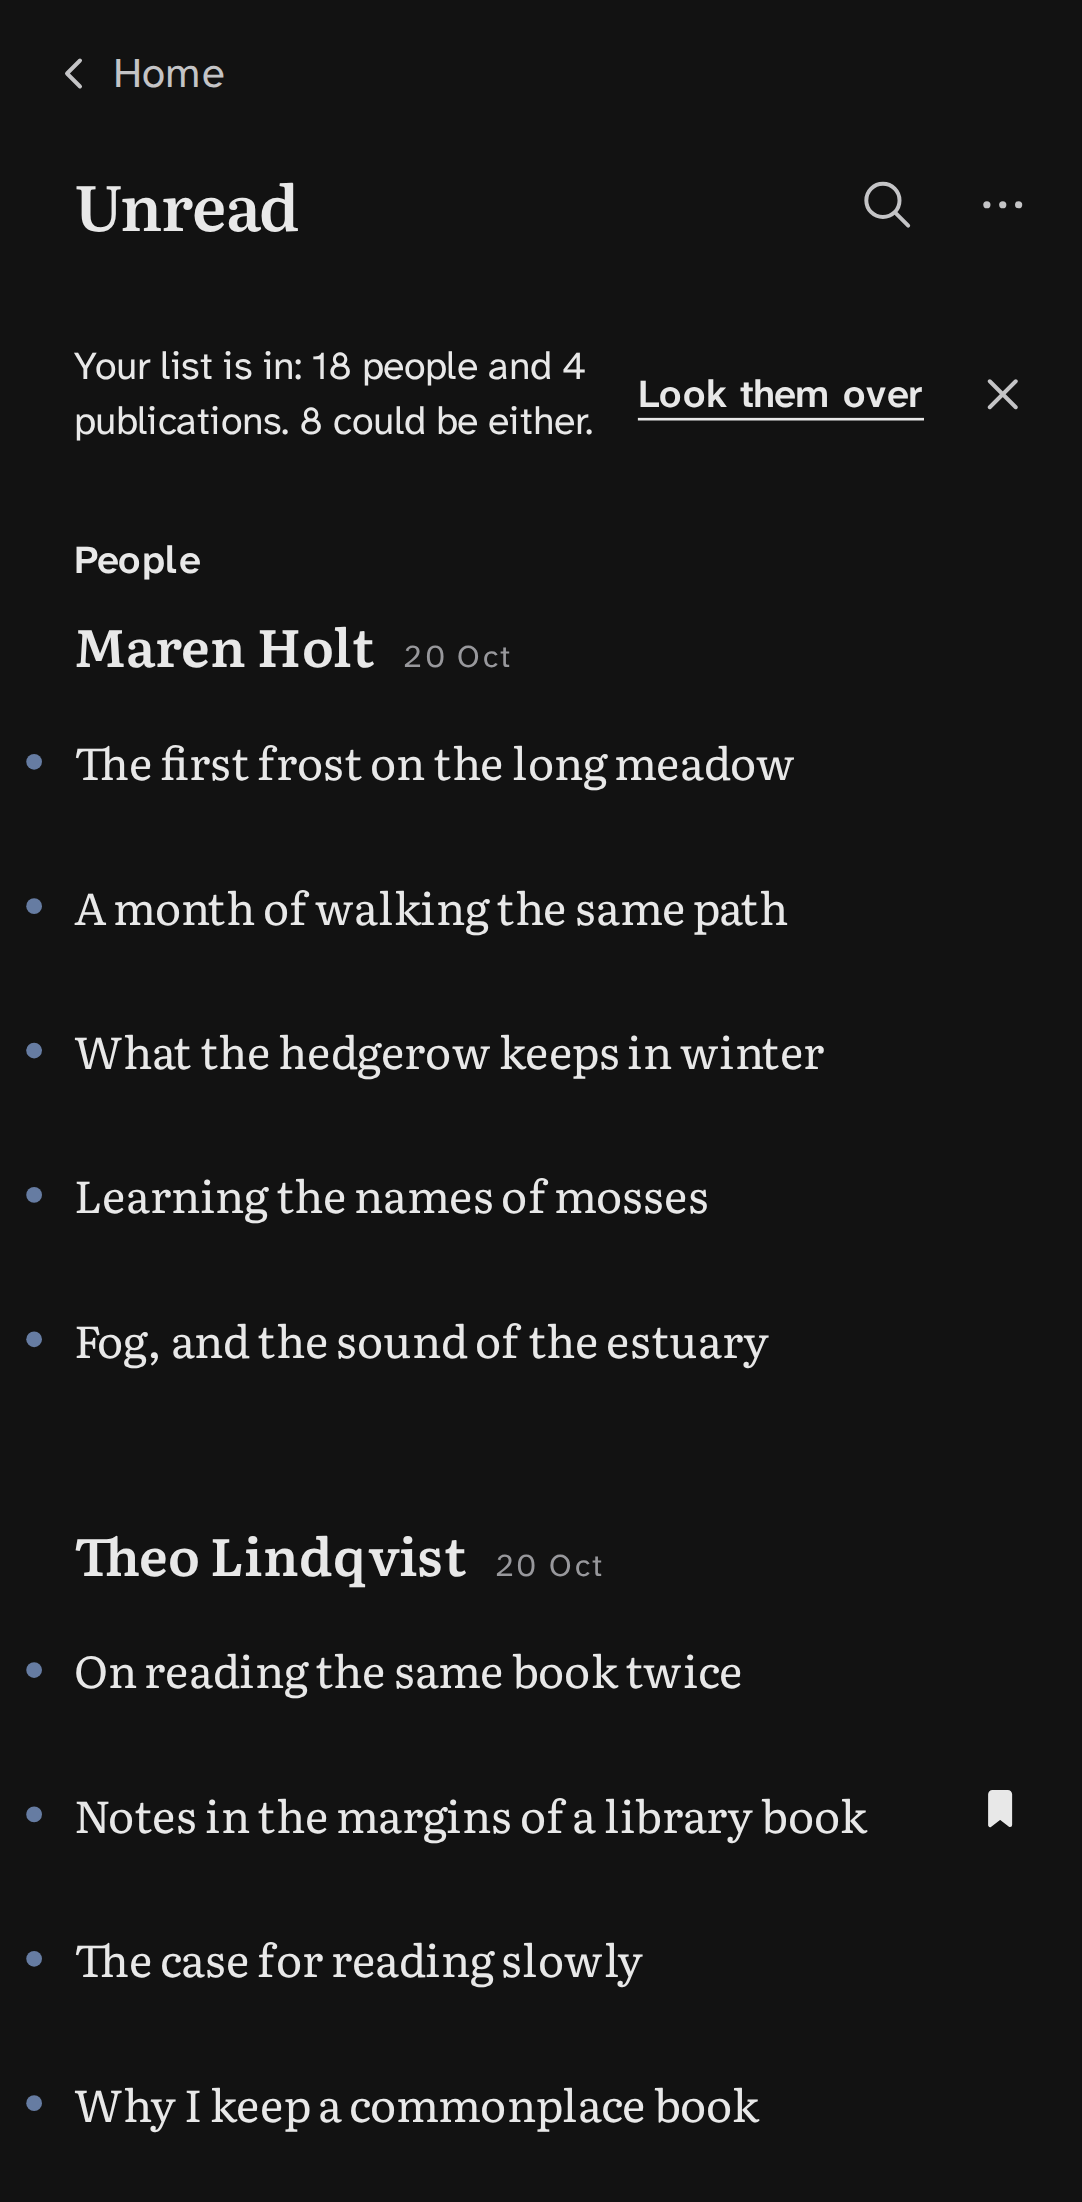 Home
Unread
Your list is in: 18 people and 4
publications. 8 could be either.
Look them over
People
Maren Holt 20 Oct
The first frost on the long meadow
A month of walking the same path
What the hedgerow keeps in winter
Learning the names of mosses
Fog, and the sound of the estuary
Theo Lindqvist 20 Oct
On reading the same book twice
Notes in the margins of a library book
The case for reading slowly
Why I keep a commonplace book